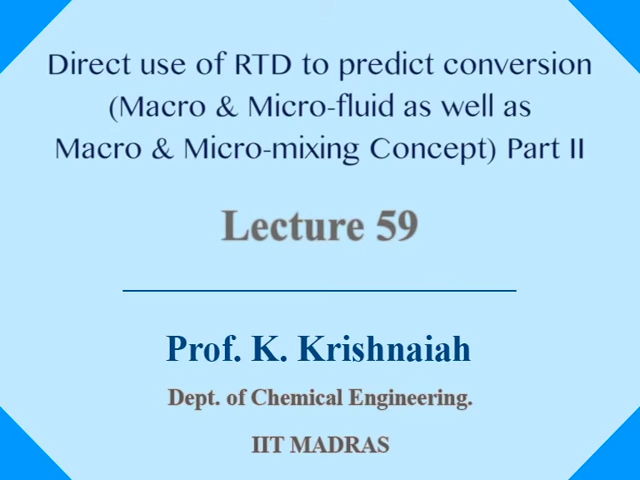 Direct use of RTD to predict conversion
(Macro & Micro-fluid as well as
Macro & Micro-mixing Concept) Part II
Lecture 59
Prof. K. Krishnaiah
Dept. of Chemical Engineering.
IIT MADRAS